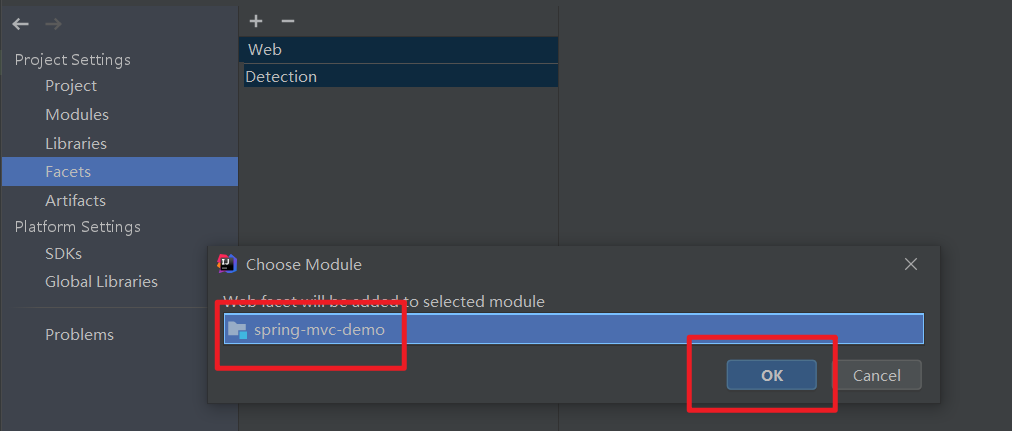 Project Settings
Project
Modules
Libraries
Facets
Artifacts
Platform Settings
SDKs
Global Libraries
Problems
Web
Detection
Choose Module
Web facet will be added to selected module
spring-mvc-demo
OK
Cancel